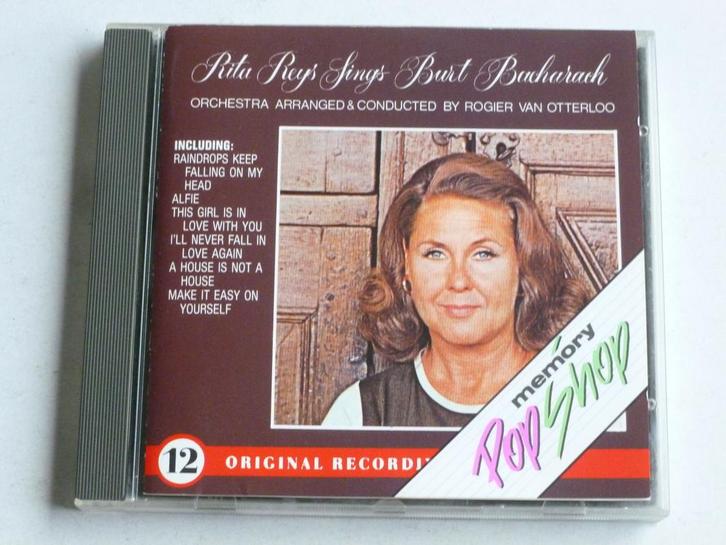 Rita Reys Sings Burt Bacharach
ORCHESTRA ARRANGED & CONDUCTED BY ROGIER VAN OTTERLOO
INCLUDING:
RAINDROPS KEEP
FALLING ON MY
HEAD
ALFIE
THIS GIRL IS IN
LOVE WITH YOU
I'LL NEVER FALL IN
LOVE AGAIN
A HOUSE IS NOT A
HOUSE
MAKE IT EASY ON
YOURSELF
memory
PopShop
12 ORIGINAL RECORDI